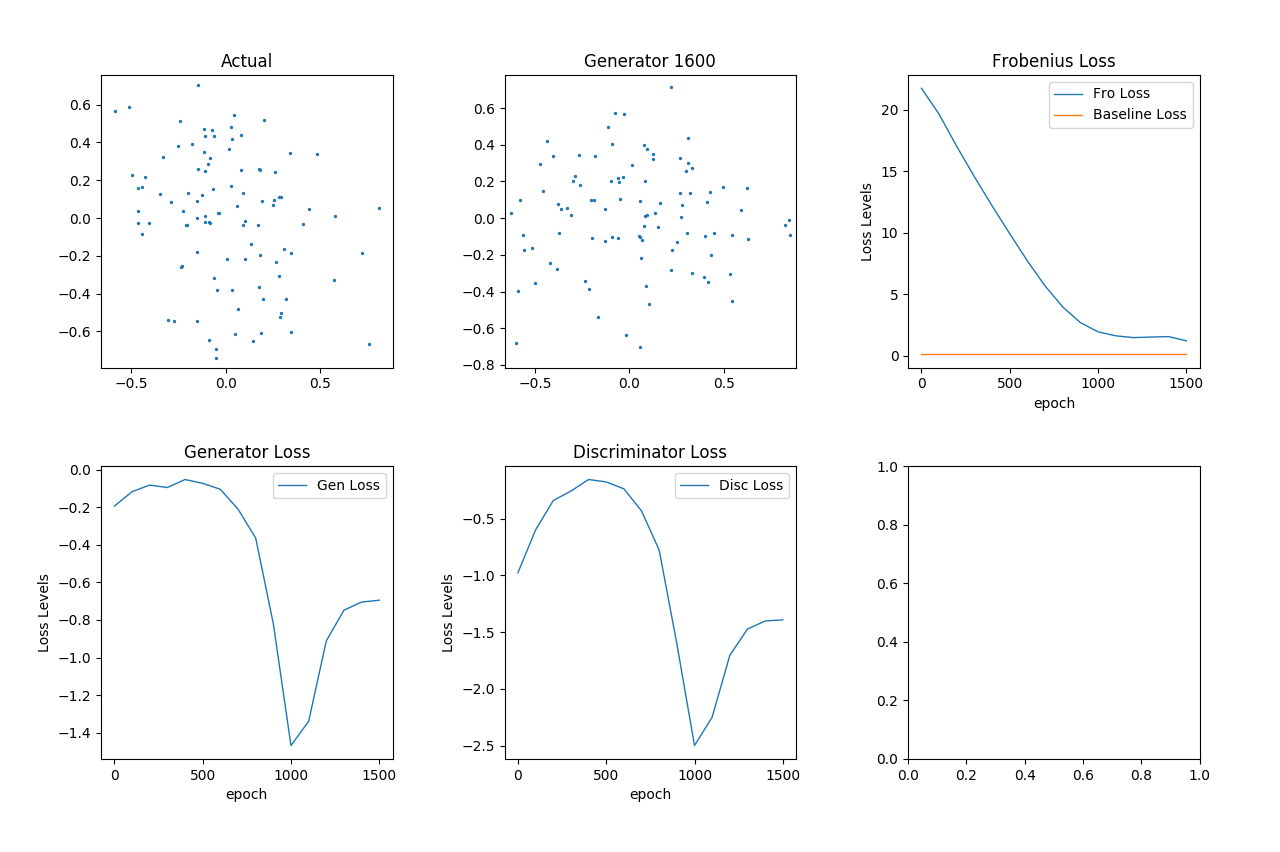 Actual
0.6
0.4
0.2
0.0
−0.2
−0.4
−0.6
−0.5 0.0 0.5
Generator 1600
0.6
0.4
0.2
0.0
−0.2
−0.4
−0.6
−0.8
−0.5 0.0 0.5
Frobenius Loss
Fro Loss
Baseline Loss
Loss Levels
20
15
10
5
0
0 500 1000 1500
epoch
Generator Loss
Gen Loss
Loss Levels
0.0
−0.2
−0.4
−0.6
−0.8
−1.0
−1.2
−1.4
0 500 1000 1500
epoch
Discriminator Loss
Disc Loss
Loss Levels
−0.5
−1.0
−1.5
−2.0
−2.5
0 500 1000 1500
epoch
1.0
0.8
0.6
0.4
0.2
0.0
0.0 0.2 0.4 0.6 0.8 1.0